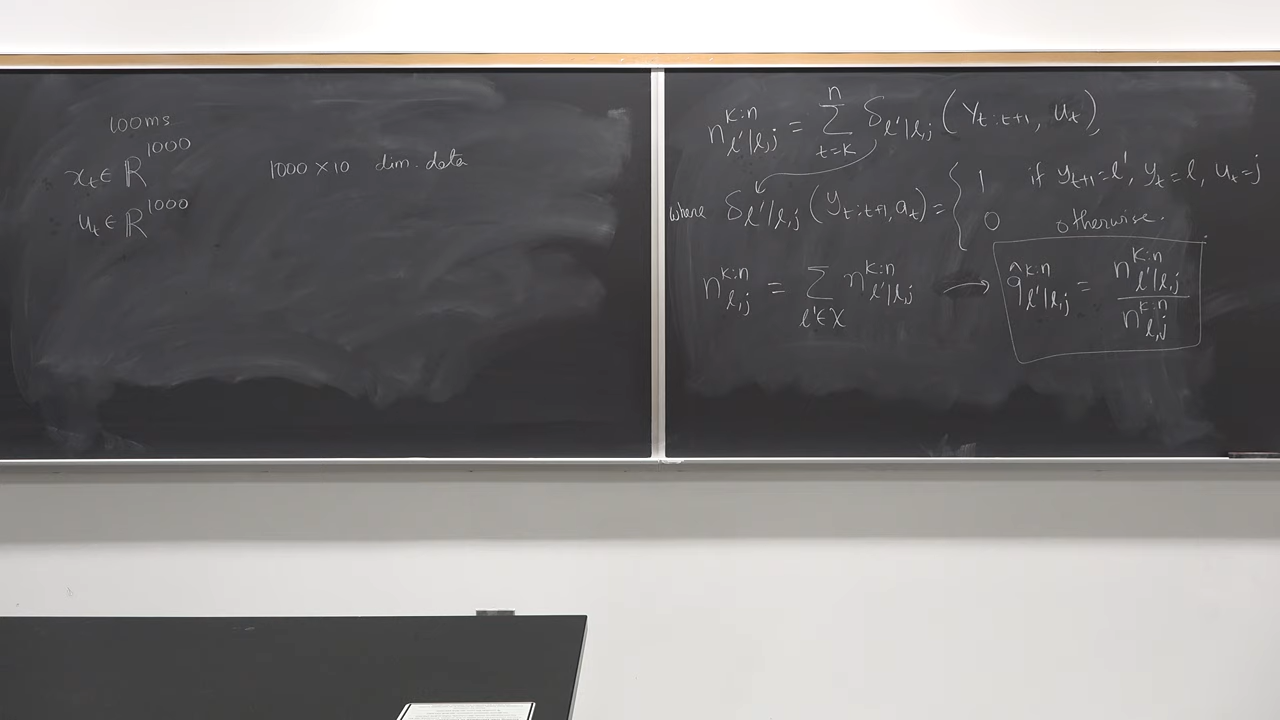 100ms
x_t ∈ ℝ^1000
1000 × 10 dim. data
u_t ∈ ℝ^1000
n^{k:n}_{l'|l,j} = Σ_{t=k}^{n} δ_{l'|l,j} (y_{t:t+1}, u_t),
where δ_{l'|l,j} (y_{t:t+1}, a_t) = { 1 if y_{t+1}=l', y_t=l, u_t=j
0 otherwise.
n^{k:n}_{l,j} = Σ_{l'∈X} n^{k:n}_{l'|l,j} → q̂^{k:n}_{l'|l,j} = n^{k:n}_{l'|l,j} / n^{k:n}_{l,j}